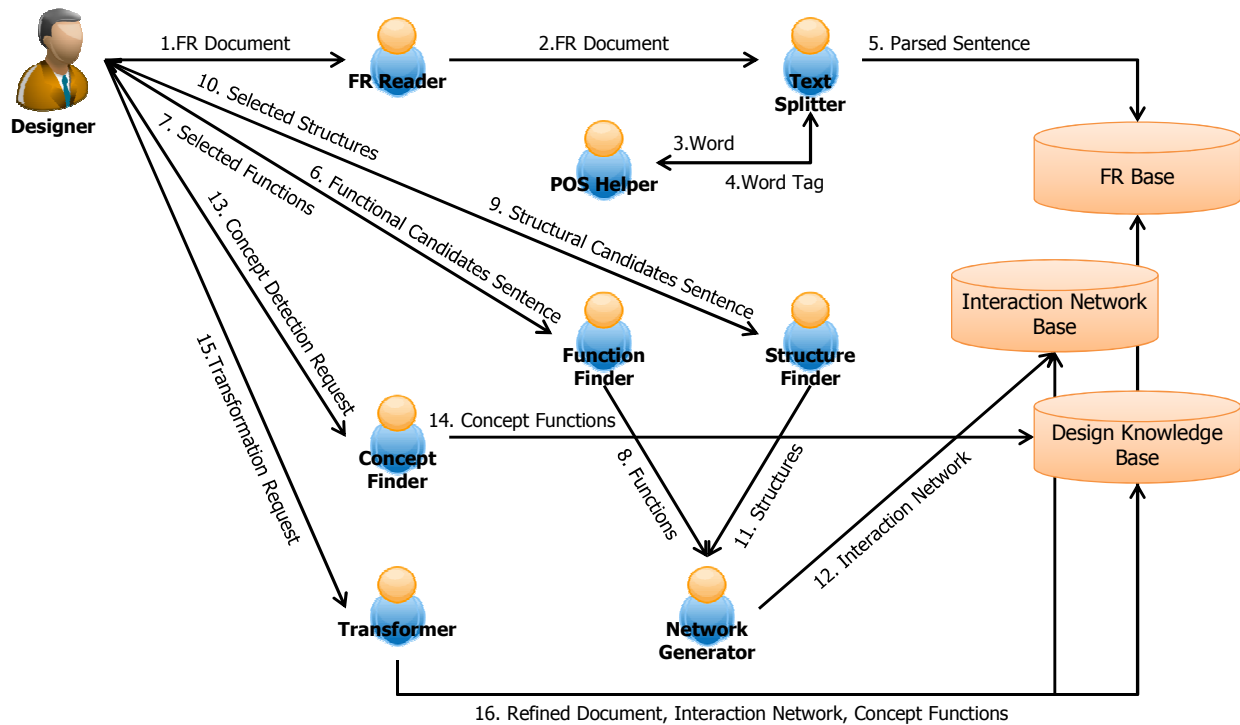 1.FR Document
2.FR Document
5. Parsed Sentence
FR Reader
Text
Splitter
Designer
10. Selected Structures
7. Selected Functions
6. Functional Candidates Sentence
3.Word
4.Word Tag
POS Helper
FR Base
9. Structural Candidates Sentence
13. Concept Detection Request
15.Transformation Request
Function
Finder
Structure
Finder
Interaction Network
Base
14. Concept Functions
Concept
Finder
Design Knowledge
Base
8. Functions
11. Structures
12. Interaction Network
Transformer
Network
Generator
16. Refined Document, Interaction Network, Concept Functions